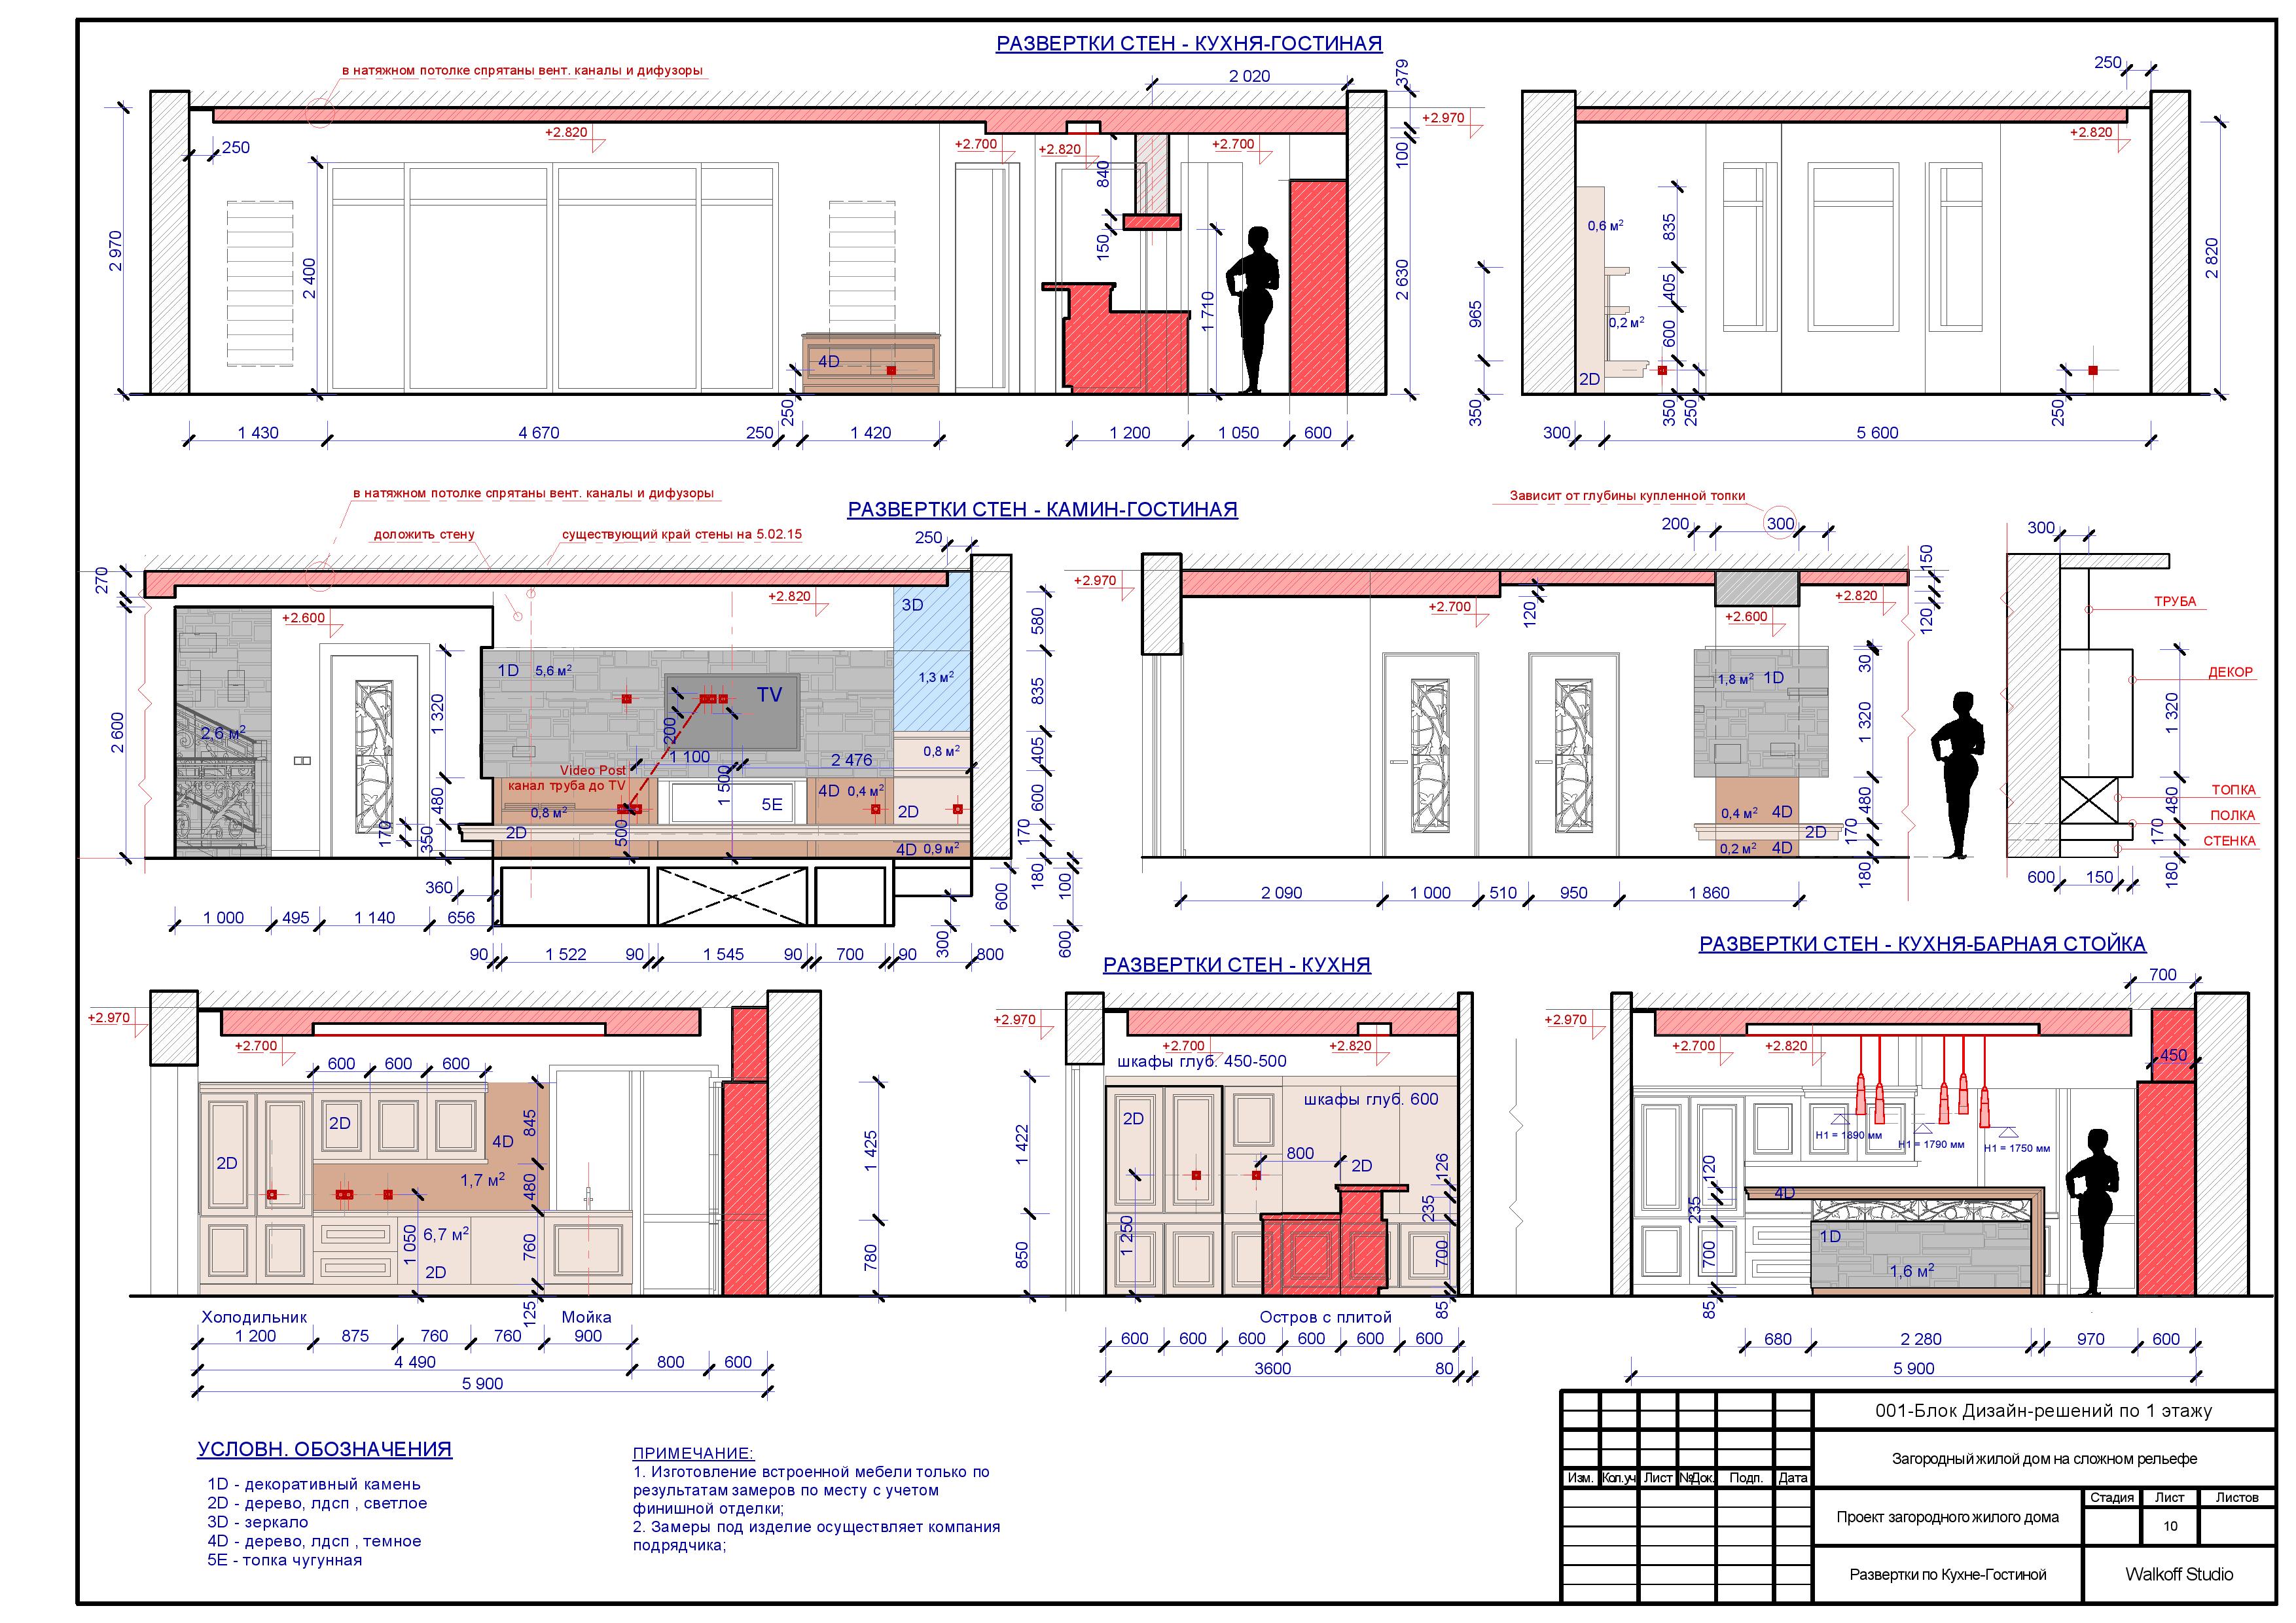 РАЗВЕРТКИ СТЕН - КУХНЯ-ГОСТИНАЯ
в натяжном потолке спрятаны вент. каналы и дифузоры
2 020
379
250
+2.970
+2.820
+2.700
+2.820
+2.700
+2.820
250
100
840
150
2 970
2 400
1 710
2 630
4D
250
1 430
4 670
250
1 420
1 200
1 050
600
0,6 м²
835
405
0,2 м²
600
965
2D
350
350
250
250
2 820
300
5 600
РАЗВЕРТКИ СТЕН - КАМИН-ГОСТИНАЯ
в натяжном потолке спрятаны вент. каналы и дифузоры
доложить стену
существующий край стены на 5.02.15
250
270
+2.600
+2.820
3D
580
1D
5,6 м²
TV
1,3 м²
835
2 600
2,6 м²
1 320
200
1 100
2 476
0,8 м²
405
Video Post
канал труба до TV
1 500
480
0,8 м²
5E
4D
0,4 м²
2D
600
170
350
2D
500
170
4D
0,9 м²
180
100
600
360
1 000
495
1 140
656
300
600
90
1 522
90
1 545
90
700
90
800
Зависит от глубины купленной топки
200
300
+2.970
150
+2.700
120
+2.600
+2.820
120
1,8 м²
1D
30
1 320
480
0,4 м²
4D
2D
170
0,2 м²
4D
180
2 090
1 000
510
950
1 860
300
ТРУБА
ДЕКОР
1 320
ТОПКА
480
ПОЛКА
170
СТЕНКА
600
150
180
РАЗВЕРТКИ СТЕН - КУХНЯ
РАЗВЕРТКИ СТЕН - КУХНЯ-БАРНАЯ СТОЙКА
+2.970
+2.700
600
600
600
2D
2D
4D
845
1,7 м²
480
6,7 м²
1 050
760
2D
125
1 425
780
Холодильник
Мойка
1 200
875
760
760
900
4 490
800
600
5 900
+2.970
+2.700
+2.820
шкафы глуб. 450-500
шкафы глуб. 600
2D
1 422
800
2D
126
235
1 250
850
700
85
Остров с плитой
600
600
600
600
600
600
3600
80
700
+2.970
+2.700
+2.820
450
H1 = 1890 мм
H1 = 1790 мм
H1 = 1750 мм
120
4D
235
1D
700
1,6 м²
85
680
2 280
970
600
5 900
УСЛОВН. ОБОЗНАЧЕНИЯ
1D - декоративный камень
2D - дерево, лдсп , светлое
3D - зеркало
4D - дерево, лдсп , темное
5E - топка чугунная
ПРИМЕЧАНИЕ:
1. Изготовление встроенной мебели только по
результатам замеров по месту с учетом
финишной отделки;
2. Замеры под изделие осуществляет компания
подрядчика;
001-Блок Дизайн-решений по 1 этажу
Загородный жилой дом на сложном рельефе
Изм. Кол.уч Лист №Док. Подп. Дата
Проект загородного жилого дома
Стадия Лист Листов
10
Развертки по Кухне-Гостиной
Walkoff Studio